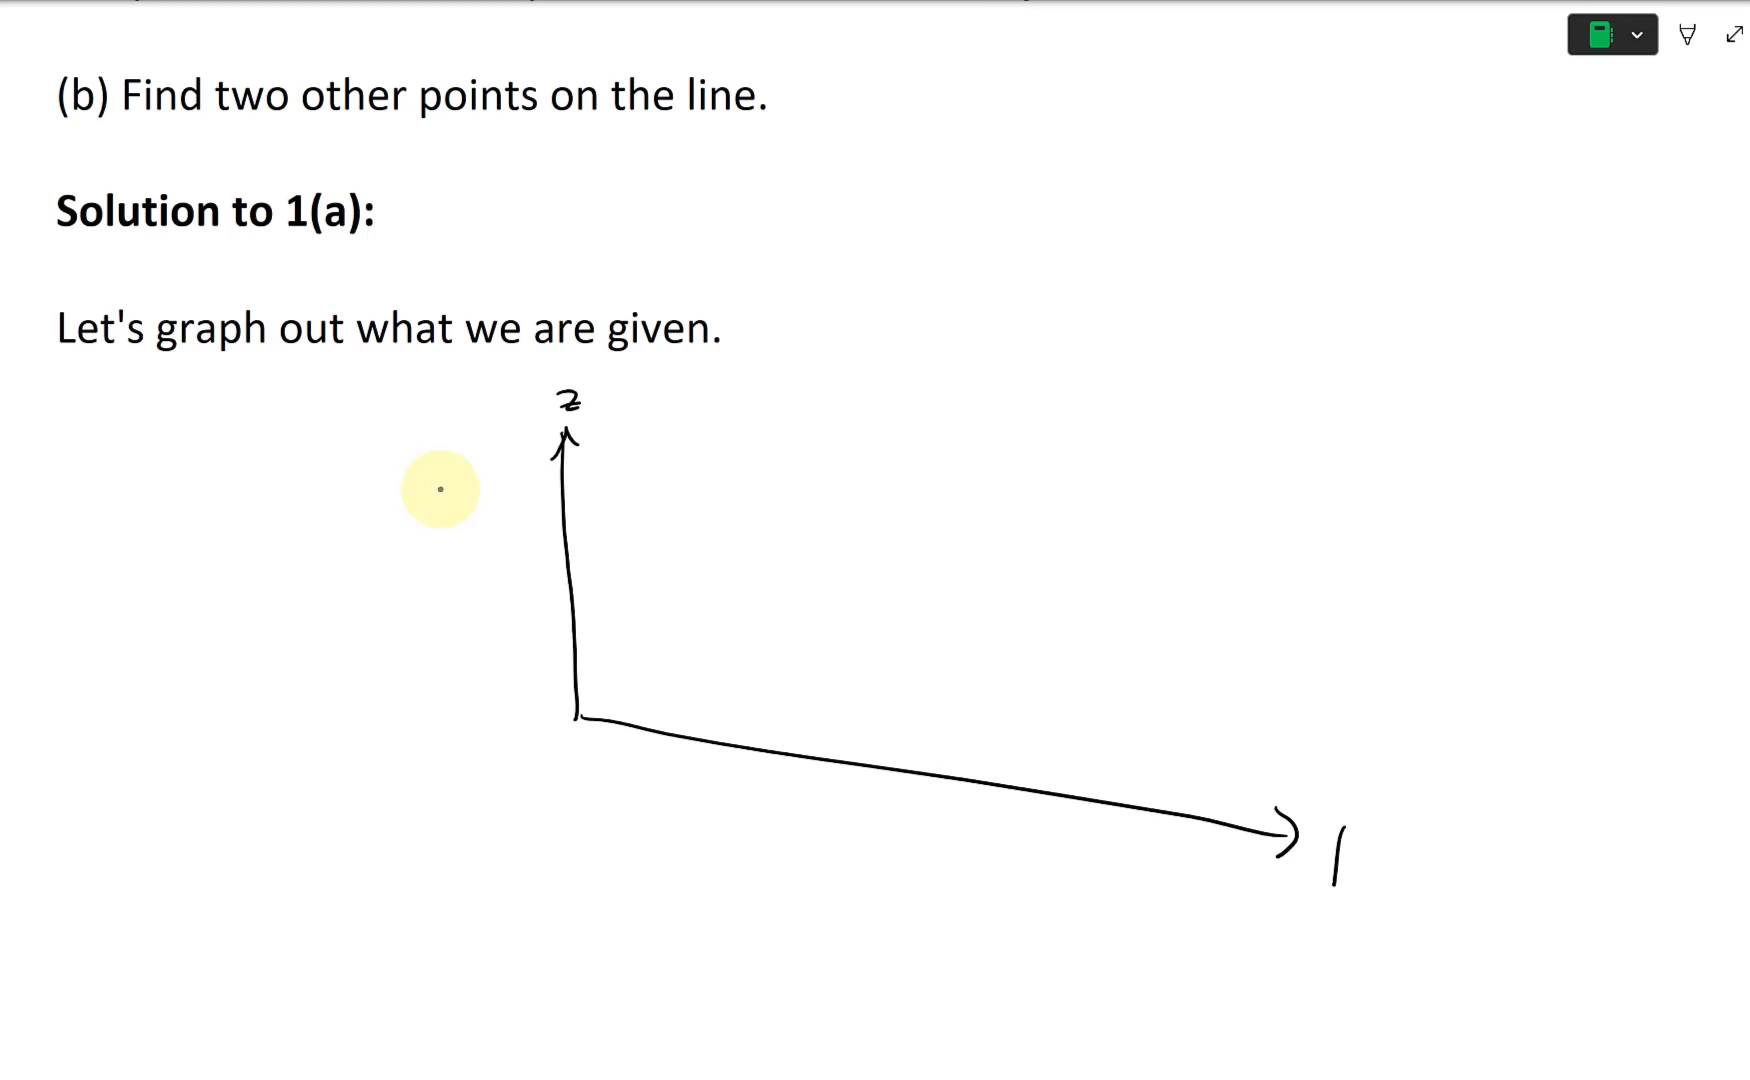 (b) Find two other points on the line.
Solution to 1(a):
Let's graph out what we are given.
z